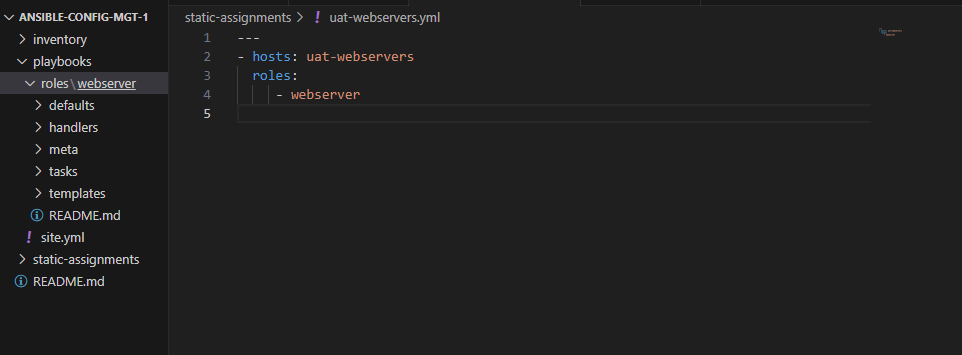 ANSIBLE-CONFIG-MGT-1
inventory
playbooks
roles\webserver
defaults
handlers
meta
tasks
templates
README.md
! site.yml
static-assignments
README.md
static-assignments > ! uat-webservers.yml
1 ---
2 - hosts: uat-webservers
3 roles:
4 - webserver
5